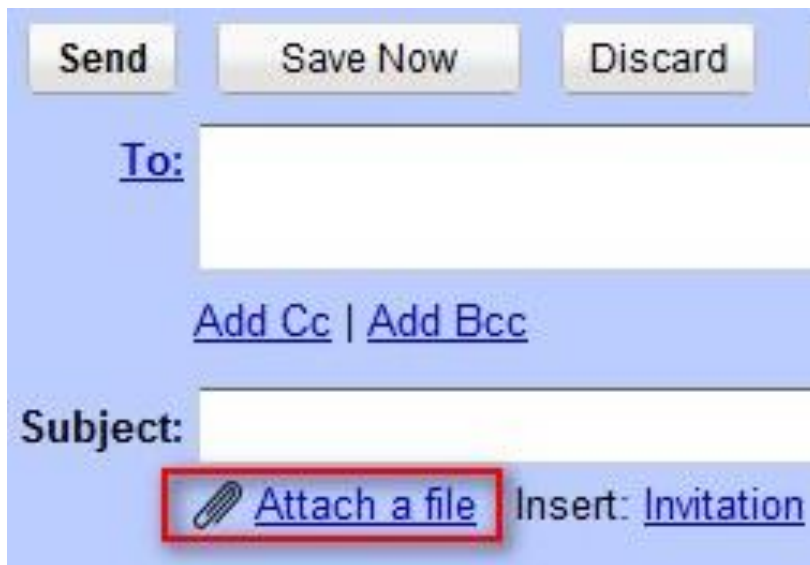 Send Save Now Discard
To:
Add Cc | Add Bcc
Subject:
Attach a file Insert: Invitation